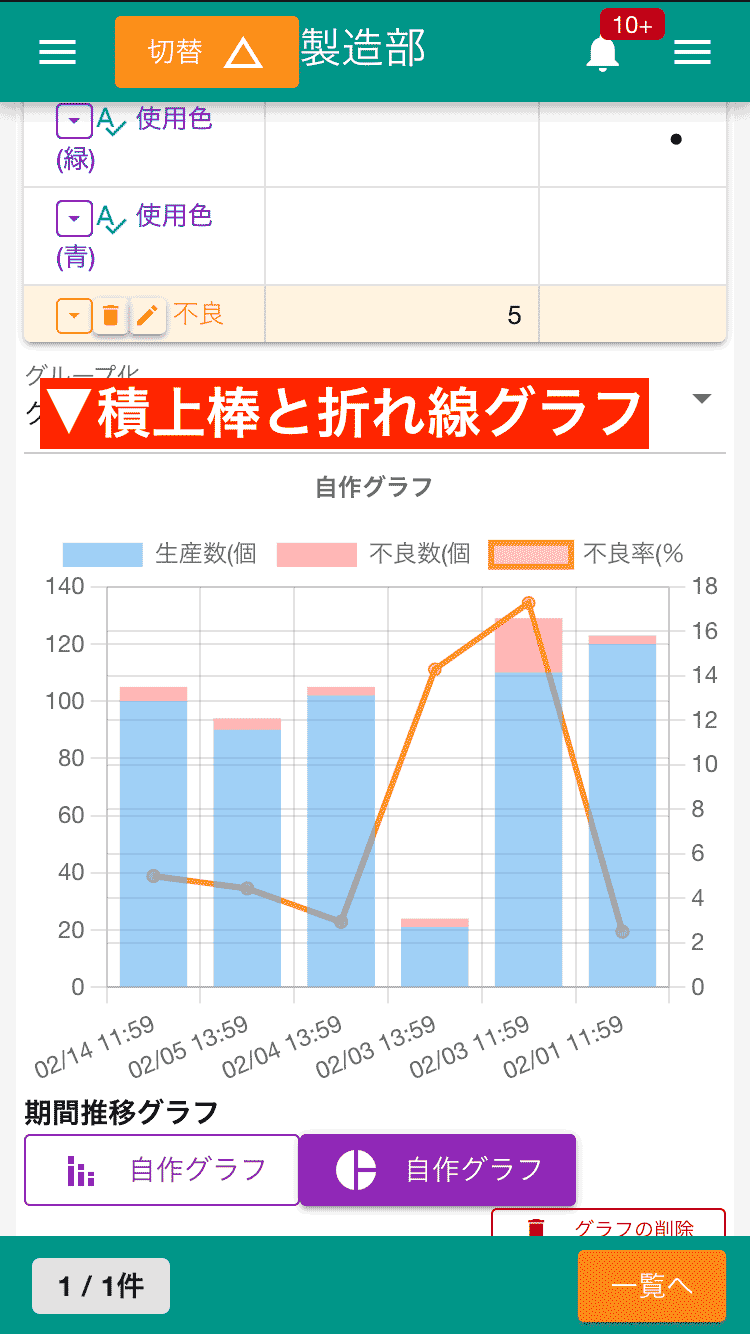 切替 製造部 10+
使用色
(緑)
使用色
(青)
不良 5
グループ化
▼積上棒と折れ線グラフ
自作グラフ
生産数(個 不良数(個 不良率(%
140 18
120 16
100 14
80 12
60 10
40 8
20 6
0 4
2
0
02/14 11:59 02/05 13:59 02/04 13:59 02/03 13:59 02/03 11:59 02/01 11:59
期間推移グラフ
自作グラフ 自作グラフ
グラフの削除
1 / 1件 一覧へ